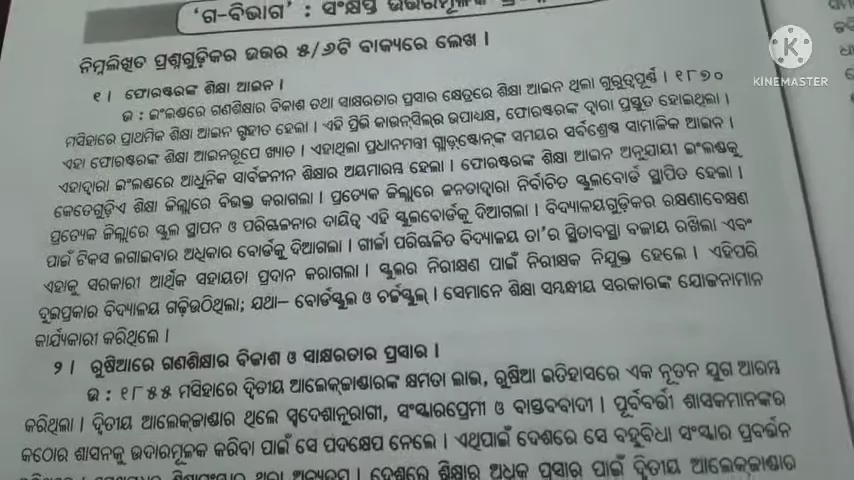 'ଗ-ବିଭାଗ' : ସଂକ୍ଷିପ୍ତ ଉତ୍ତରମୂଳକ
ନିମ୍ନଲିଖିତ ପ୍ରଶ୍ନଗୁଡ଼ିକର ଉତ୍ତର ୫/୬ଟି ବାକ୍ୟରେ ଲେଖ ।
KINEMASTER
୧ । ଫୋରଷ୍ଟରଙ୍କ ଶିକ୍ଷା ଆଇନ ।
ଉ : ଇଂଲଣ୍ଡରେ ଗଣଶିକ୍ଷାର ବିକାଶ ତଥା ସାକ୍ଷରତାର ପ୍ରସାର କ୍ଷେତ୍ରରେ ଶିକ୍ଷା ଆଇନ ଥିଲା ଗୁରୁତ୍ୱପୂର୍ଣ୍ଣ । ୧୮୭୦
ମସିହାରେ ପ୍ରାଥମିକ ଶିକ୍ଷା ଆଇନ ଗୃହୀତ ହେଲା । ଏହି ପ୍ରିଭି କାଉନ୍‌ସିଲ୍‌ର ଉପାଧ୍ୟକ୍ଷ, ଫୋରଷ୍ଟରଙ୍କ ଦ୍ୱାରା ପ୍ରସ୍ତୁତ ହୋଇଥିଲା ।
ଏହା ଫୋରଷ୍ଟରଙ୍କ ଶିକ୍ଷା ଆଇନରୂପେ ଖ୍ୟାତ । ଏହାଥିଲା ପ୍ରଧାନମନ୍ତ୍ରୀ ଗ୍ଲାଡ଼ଷ୍ଟୋନ୍‌ଙ୍କ ସମୟର ସର୍ବଶ୍ରେଷ୍ଠ ସାମାଜିକ ଆଇନ ।
ଏହାଦ୍ୱାରା ଇଂଲଣ୍ଡରେ ଆଧୁନିକ ସାର୍ବଜନୀନ ଶିକ୍ଷାର ଅୟମାରମ୍ଭ ହେଲା । ଫୋରଷ୍ଟରଙ୍କ ଶିକ୍ଷା ଆଇନ ଅନୁଯାୟୀ ଇଂଲଣ୍ଡକୁ
କେତେଗୁଡ଼ିଏ ଶିକ୍ଷା ଜିଲ୍ଲାରେ ବିଭକ୍ତ କରାଗଲା । ପ୍ରତ୍ୟେକ ଜିଲ୍ଲାରେ ଜନତାଦ୍ୱାରା ନିର୍ବାଚିତ ସ୍କୁଲବୋର୍ଡ ସ୍ଥାପିତ ହେଲା ।
ପ୍ରତ୍ୟେକ ଜିଲ୍ଲାରେ ସ୍କୁଲ ସ୍ଥାପନ ଓ ପରିଚାଳନାର ଦାୟିତ୍ୱ ଏହି ସ୍କୁଲବୋର୍ଡକୁ ଦିଆଗଲା । ବିଦ୍ୟାଳୟଗୁଡ଼ିକର ରକ୍ଷଣାବେକ୍ଷଣ
ପାଇଁ ଟିକସ ଲଗାଇବାର ଅଧିକାର ବୋର୍ଡକୁ ଦିଆଗଲା । ଗୀର୍ଜା ପରିଚାଳିତ ବିଦ୍ୟାଳୟ ତା'ର ସ୍ଥିତାବସ୍ଥା ବଜାୟ ରଖିଲା ଏବଂ
ଏହାକୁ ସରକାରୀ ଆର୍ଥିକ ସହାୟତା ପ୍ରଦାନ କରାଗଲା । ସ୍କୁଲର ନିରୀକ୍ଷଣ ପାଇଁ ନିରୀକ୍ଷକ ନିଯୁକ୍ତ ହେଲେ । ଏହିପରି
ଦୁଇପ୍ରକାର ବିଦ୍ୟାଳୟ ଗଢ଼ିଉଠିଥିଲା; ଯଥା– ବୋର୍ଡସ୍କୁଲ ଓ ଚର୍ଚ୍ଚସ୍କୁଲ୍ । ସେମାନେ ଶିକ୍ଷା ସମ୍ବନ୍ଧୀୟ ସରକାରଙ୍କ ଯୋଜନାମାନ
କାର୍ଯ୍ୟକାରୀ କରିଥିଲେ ।
୨ । ରୁଷିଆରେ ଗଣଶିକ୍ଷାର ବିକାଶ ଓ ସାକ୍ଷରତାର ପ୍ରସାର ।
ଉ : ୧୮୫୫ ମସିହାରେ ଦ୍ୱିତୀୟ ଆଲେକ୍‌ଜାଣ୍ଡାରଙ୍କ କ୍ଷମତା ଲାଭ, ରୁଷିଆ ଇତିହାସରେ ଏକ ନୂତନ ଯୁଗ ଆରମ୍ଭ
କରିଥିଲା । ଦ୍ୱିତୀୟ ଆଲେକ୍‌ଜାଣ୍ଡାର ଥିଲେ ସ୍ୱଦେଶାନୁରାଗୀ, ସଂସ୍କାରପ୍ରେମୀ ଓ ବାସ୍ତବବାଦୀ । ପୂର୍ବବର୍ତ୍ତୀ ଶାସକମାନଙ୍କର
କଠୋର ଶାସନକୁ ଉଦାରମୂଳକ କରିବା ପାଇଁ ସେ ପଦକ୍ଷେପ ନେଲେ । ଏଥିପାଇଁ ଦେଶରେ ସେ ବହୁବିଧ ସଂସ୍କାର ପ୍ରବର୍ତ୍ତନ
ଥିଲା ଅନ୍ୟତମ । ଦେଶରେ ଶିକ୍ଷାର ଅଧିକ ପ୍ରସାର ପାଇଁ ଦ୍ୱିତୀୟ ଆଲେକ୍‌ଜାଣ୍ଡାର